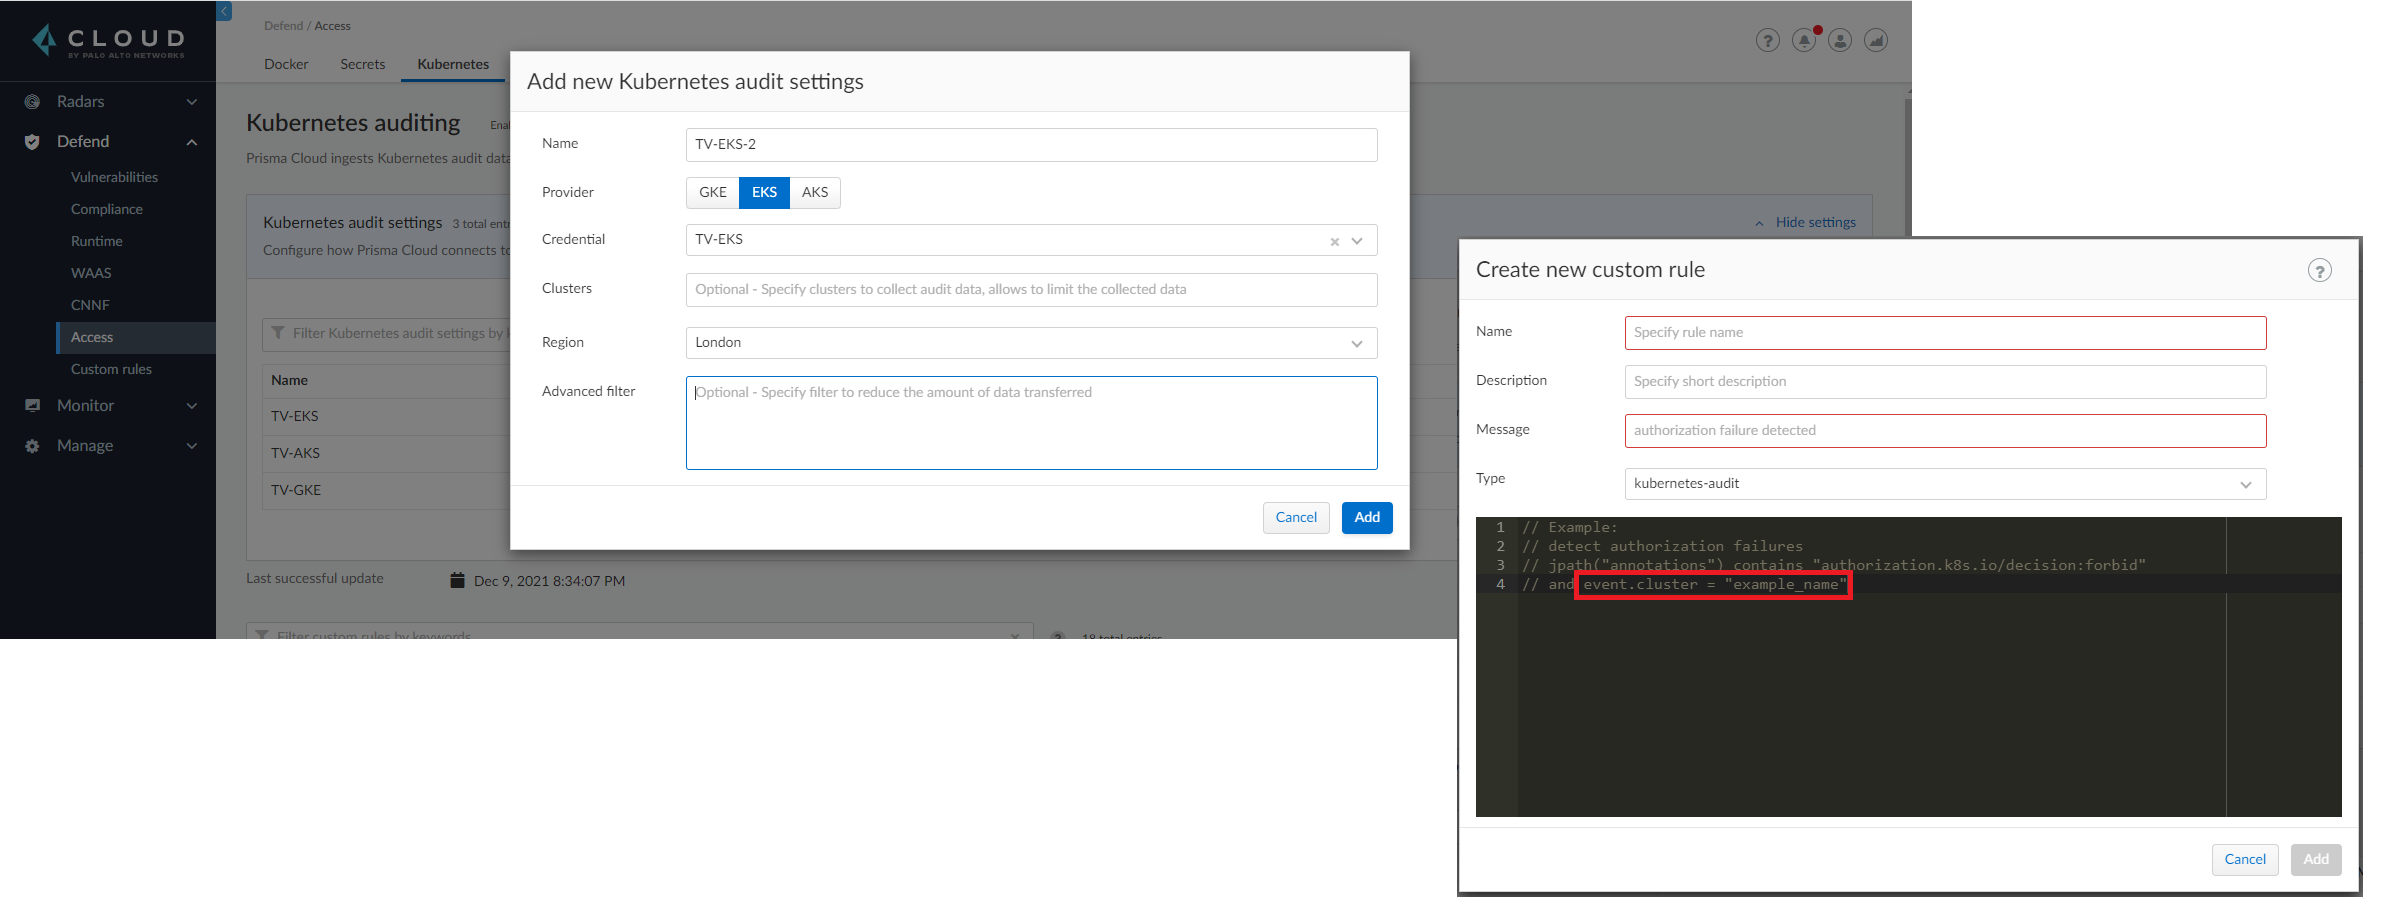 CLOUD
BY PALO ALTO NETWORKS
Radars
Defend
Vulnerabilities
Compliance
Runtime
WAAS
CNNF
Access
Custom rules
Monitor
Manage
Defend / Access
Docker Secrets Kubernetes
Kubernetes auditing
Prisma Cloud ingests Kubernetes audit data
Kubernetes audit settings 3 total
Configure how Prisma Cloud connects to
Hide settings
Filter Kubernetes audit settings by
Name
TV-EKS
TV-AKS
TV-GKE
Last successful update Dec 9, 2021 8:34:07 PM
Filter custom rules by keywords
18 total entries
Add new Kubernetes audit settings
Name TV-EKS-2
Provider GKE EKS AKS
Credential TV-EKS
Clusters Optional - Specify clusters to collect audit data, allows to limit the collected data
Region London
Advanced filter Optional - Specify filter to reduce the amount of data transferred
Cancel Add
Create new custom rule
?
Name Specify rule name
Description Specify short description
Message authorization failure detected
Type kubernetes-audit
1 // Example:
2 // detect authorization failures
3 // jpath("annotations") contains "authorization.k8s.io/decision:forbid"
4 // and event.cluster = "example_name"
Cancel Add